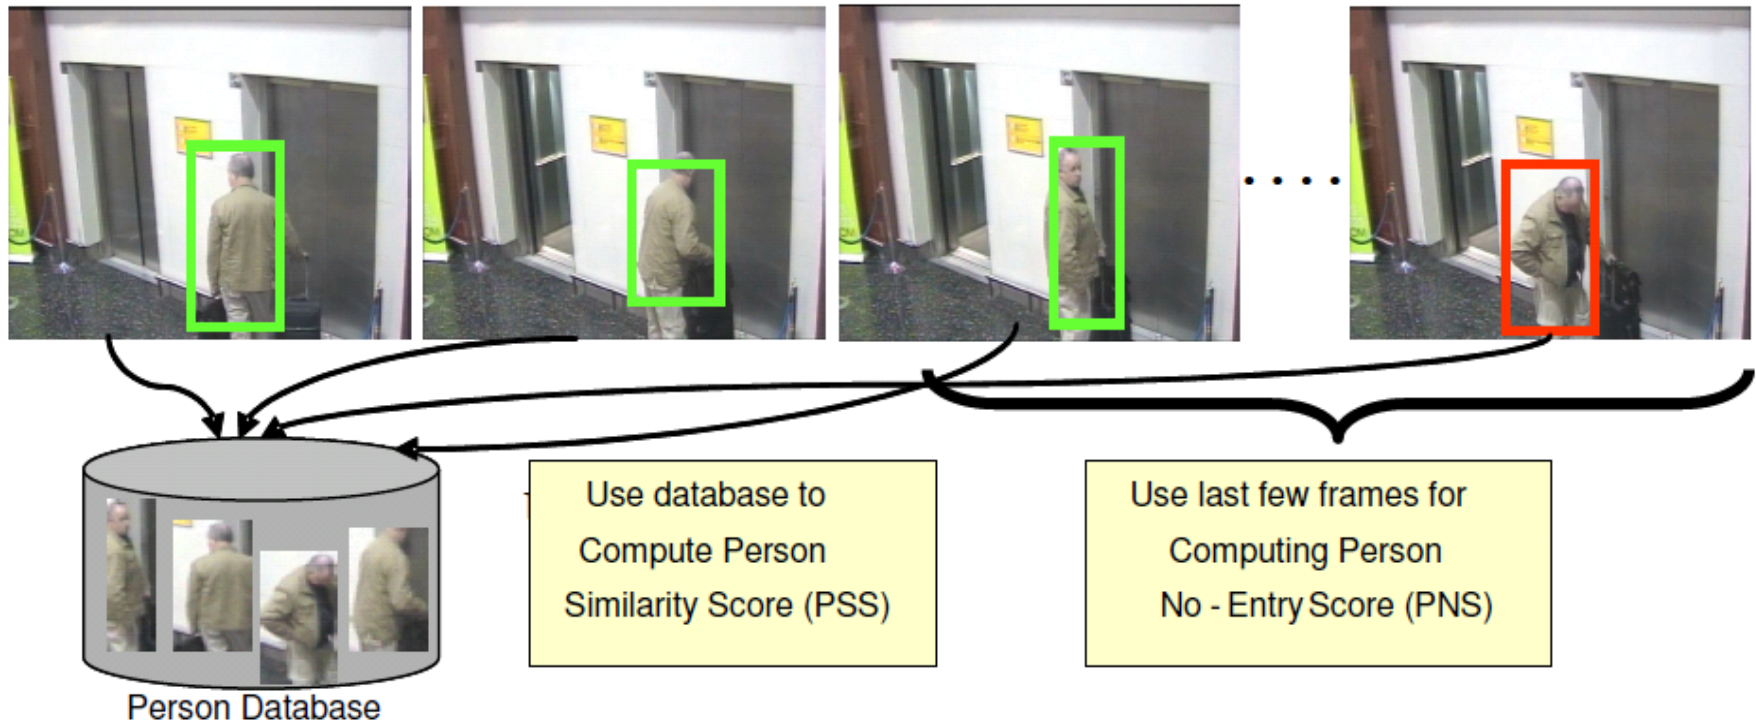 Use database to
Compute Person
Similarity Score (PSS)
Use last few frames for
Computing Person
No - Entry Score (PNS)
Person Database